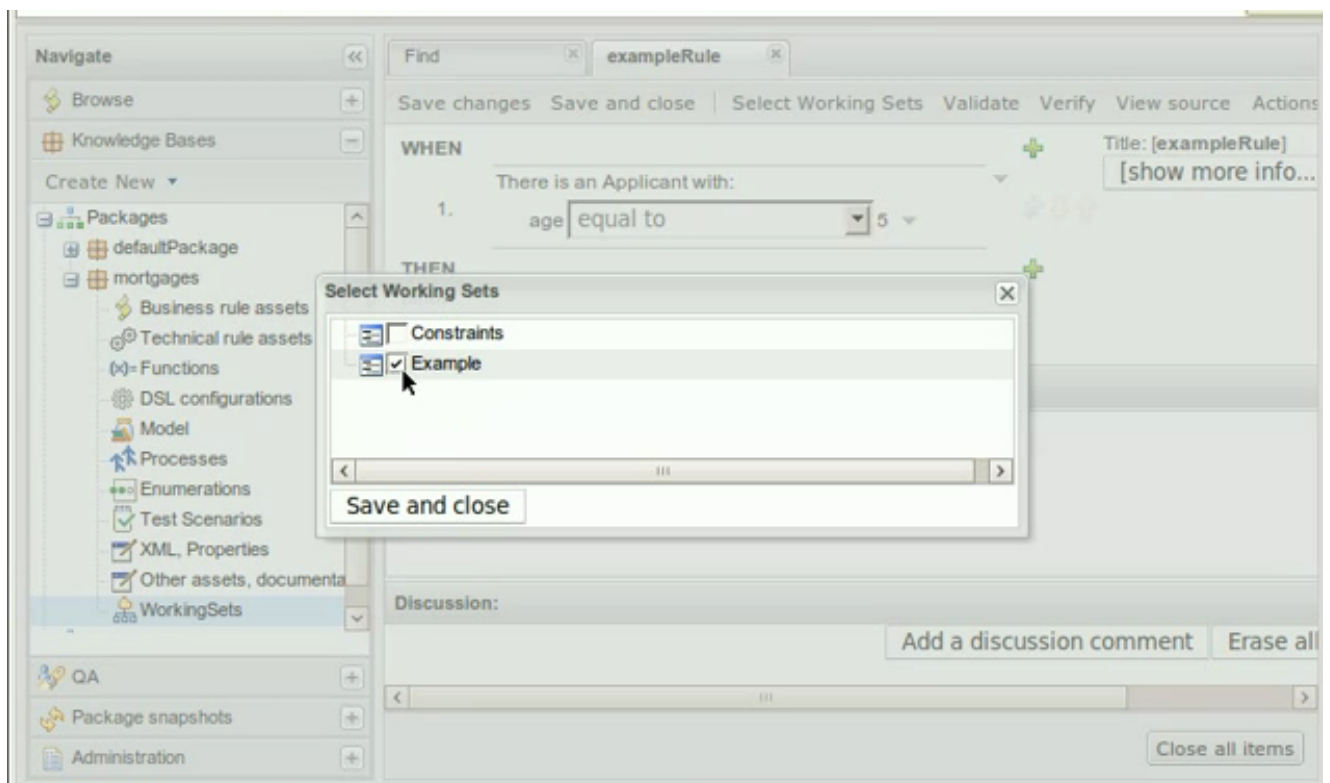 Navigate
Browse
Knowledge Bases
Create New
Packages
defaultPackage
mortgages
Business rule assets
Technical rule assets
(x)= Functions
DSL configurations
Model
Processes
Enumerations
Test Scenarios
XML, Properties
Other assets, documenta
WorkingSets
QA
Package snapshots
Administration
Find
exampleRule
Save changes Save and close Select Working Sets Validate Verify View source Actions
WHEN
Title: [exampleRule]
[show more info...
There is an Applicant with:
1.
age equal to 5
THEN
Select Working Sets
Constraints
Example
Save and close
Discussion:
Add a discussion comment Erase all
Close all items